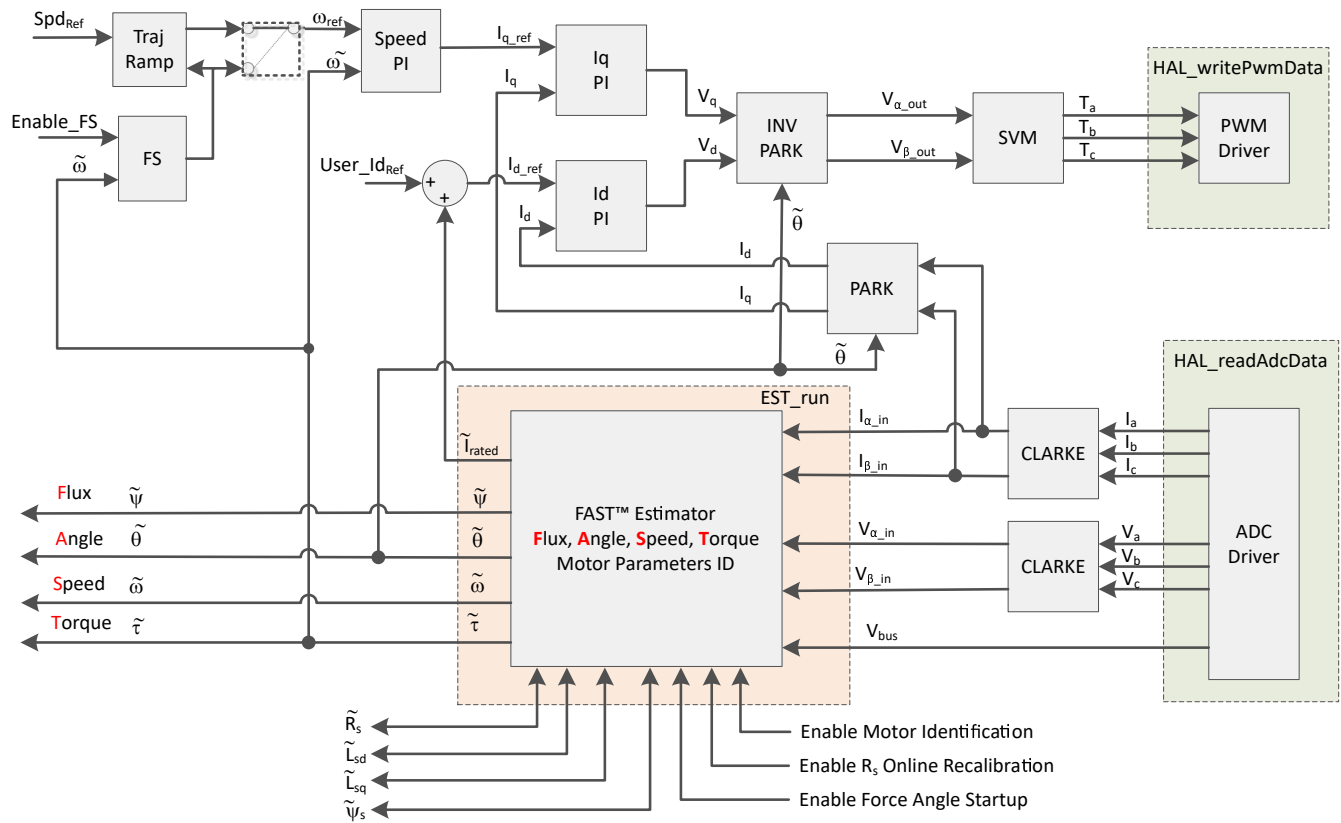 Spd_Ref
Traj
Ramp
ω_ref
ω̃
Speed
PI
I_q_ref
I_q
Iq
PI
Enable_FS
ω̃
FS
User_Id_Ref
+
+
I_d_ref
I_d
Id
PI
V_q
V_d
INV
PARK
V_α_out
V_β_out
SVM
T_a
T_b
T_c
HAL_writePwmData
PWM
Driver
θ̃
I_d
I_q
PARK
θ̃
HAL_readAdcData
EST_run
Ĩ_rated
ψ̃
θ̃
ω̃
τ̃
FAST™ Estimator
Flux, Angle, Speed, Torque
Motor Parameters ID
I_α_in
I_β_in
V_α_in
V_β_in
V_bus
CLARKE
CLARKE
I_a
I_b
I_c
V_a
V_b
V_c
ADC
Driver
Flux ψ̃
Angle θ̃
Speed ω̃
Torque τ̃
R̃_s
L̃_sd
L̃_sq
ψ̃_s
Enable Motor Identification
Enable R_s Online Recalibration
Enable Force Angle Startup